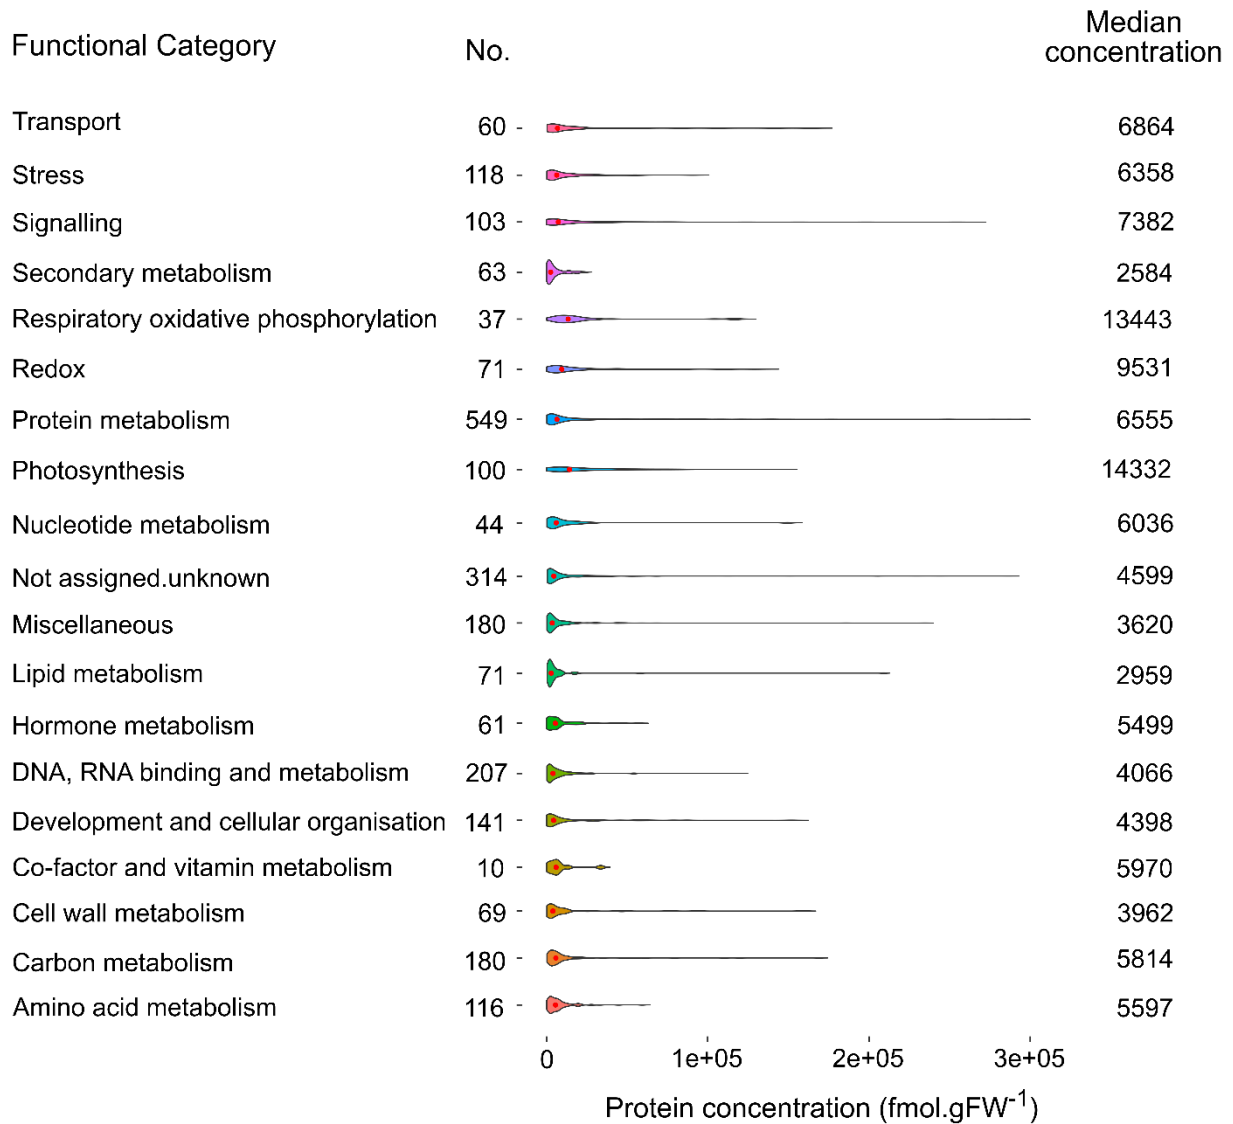 Functional Category No. Median
concentration
Transport 60 - 6864
Stress 118 - 6358
Signalling 103 - 7382
Secondary metabolism 63 - 2584
Respiratory oxidative phosphorylation 37 - 13443
Redox 71 - 9531
Protein metabolism 549 - 6555
Photosynthesis 100 - 14332
Nucleotide metabolism 44 - 6036
Not assigned.unknown 314 - 4599
Miscellaneous 180 - 3620
Lipid metabolism 71 - 2959
Hormone metabolism 61 - 5499
DNA, RNA binding and metabolism 207 - 4066
Development and cellular organisation 141 - 4398
Co-factor and vitamin metabolism 10 - 5970
Cell wall metabolism 69 - 3962
Carbon metabolism 180 - 5814
Amino acid metabolism 116 - 5597
0 1e+05 2e+05 3e+05
Protein concentration (fmol.gFW⁻¹)